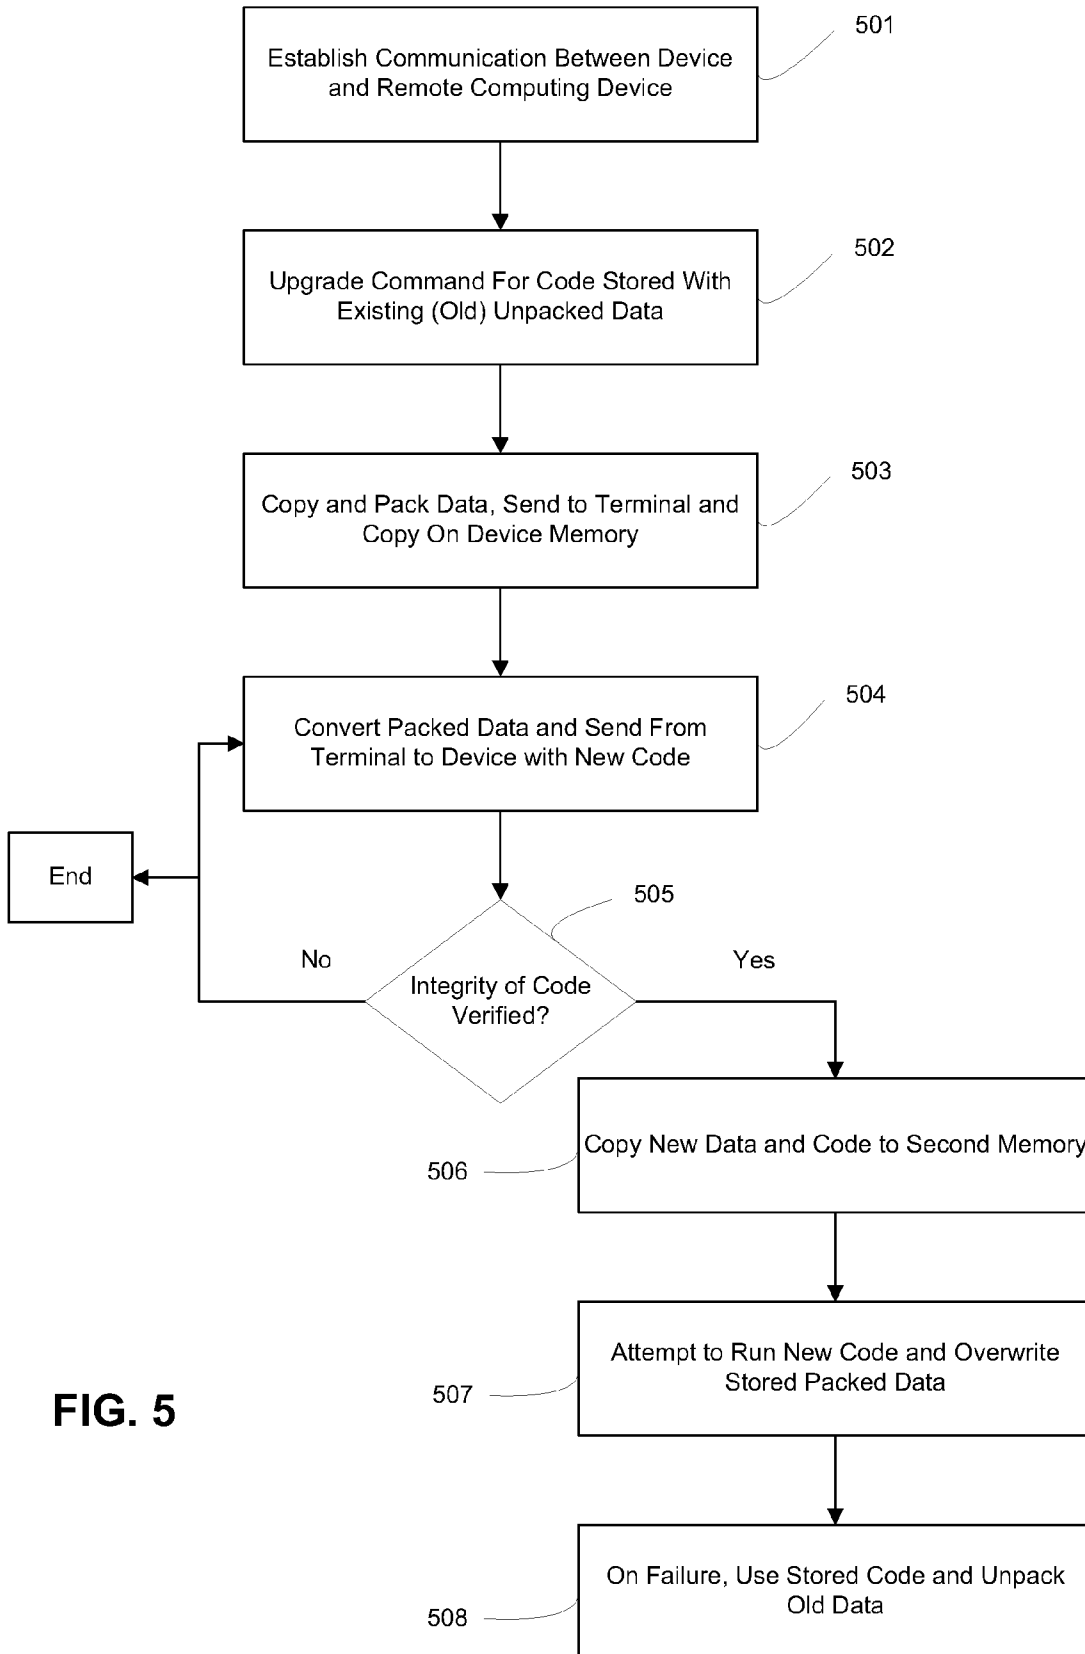 501
Establish Communication Between Device
and Remote Computing Device
502
Upgrade Command For Code Stored With
Existing (Old) Unpacked Data
503
Copy and Pack Data, Send to Terminal and
Copy On Device Memory
504
Convert Packed Data and Send From
Terminal to Device with New Code
End
505
No
Yes
Integrity of Code
Verified?
Copy New Data and Code to Second Memory
506
Attempt to Run New Code and Overwrite
Stored Packed Data
507
FIG. 5
On Failure, Use Stored Code and Unpack
Old Data
508